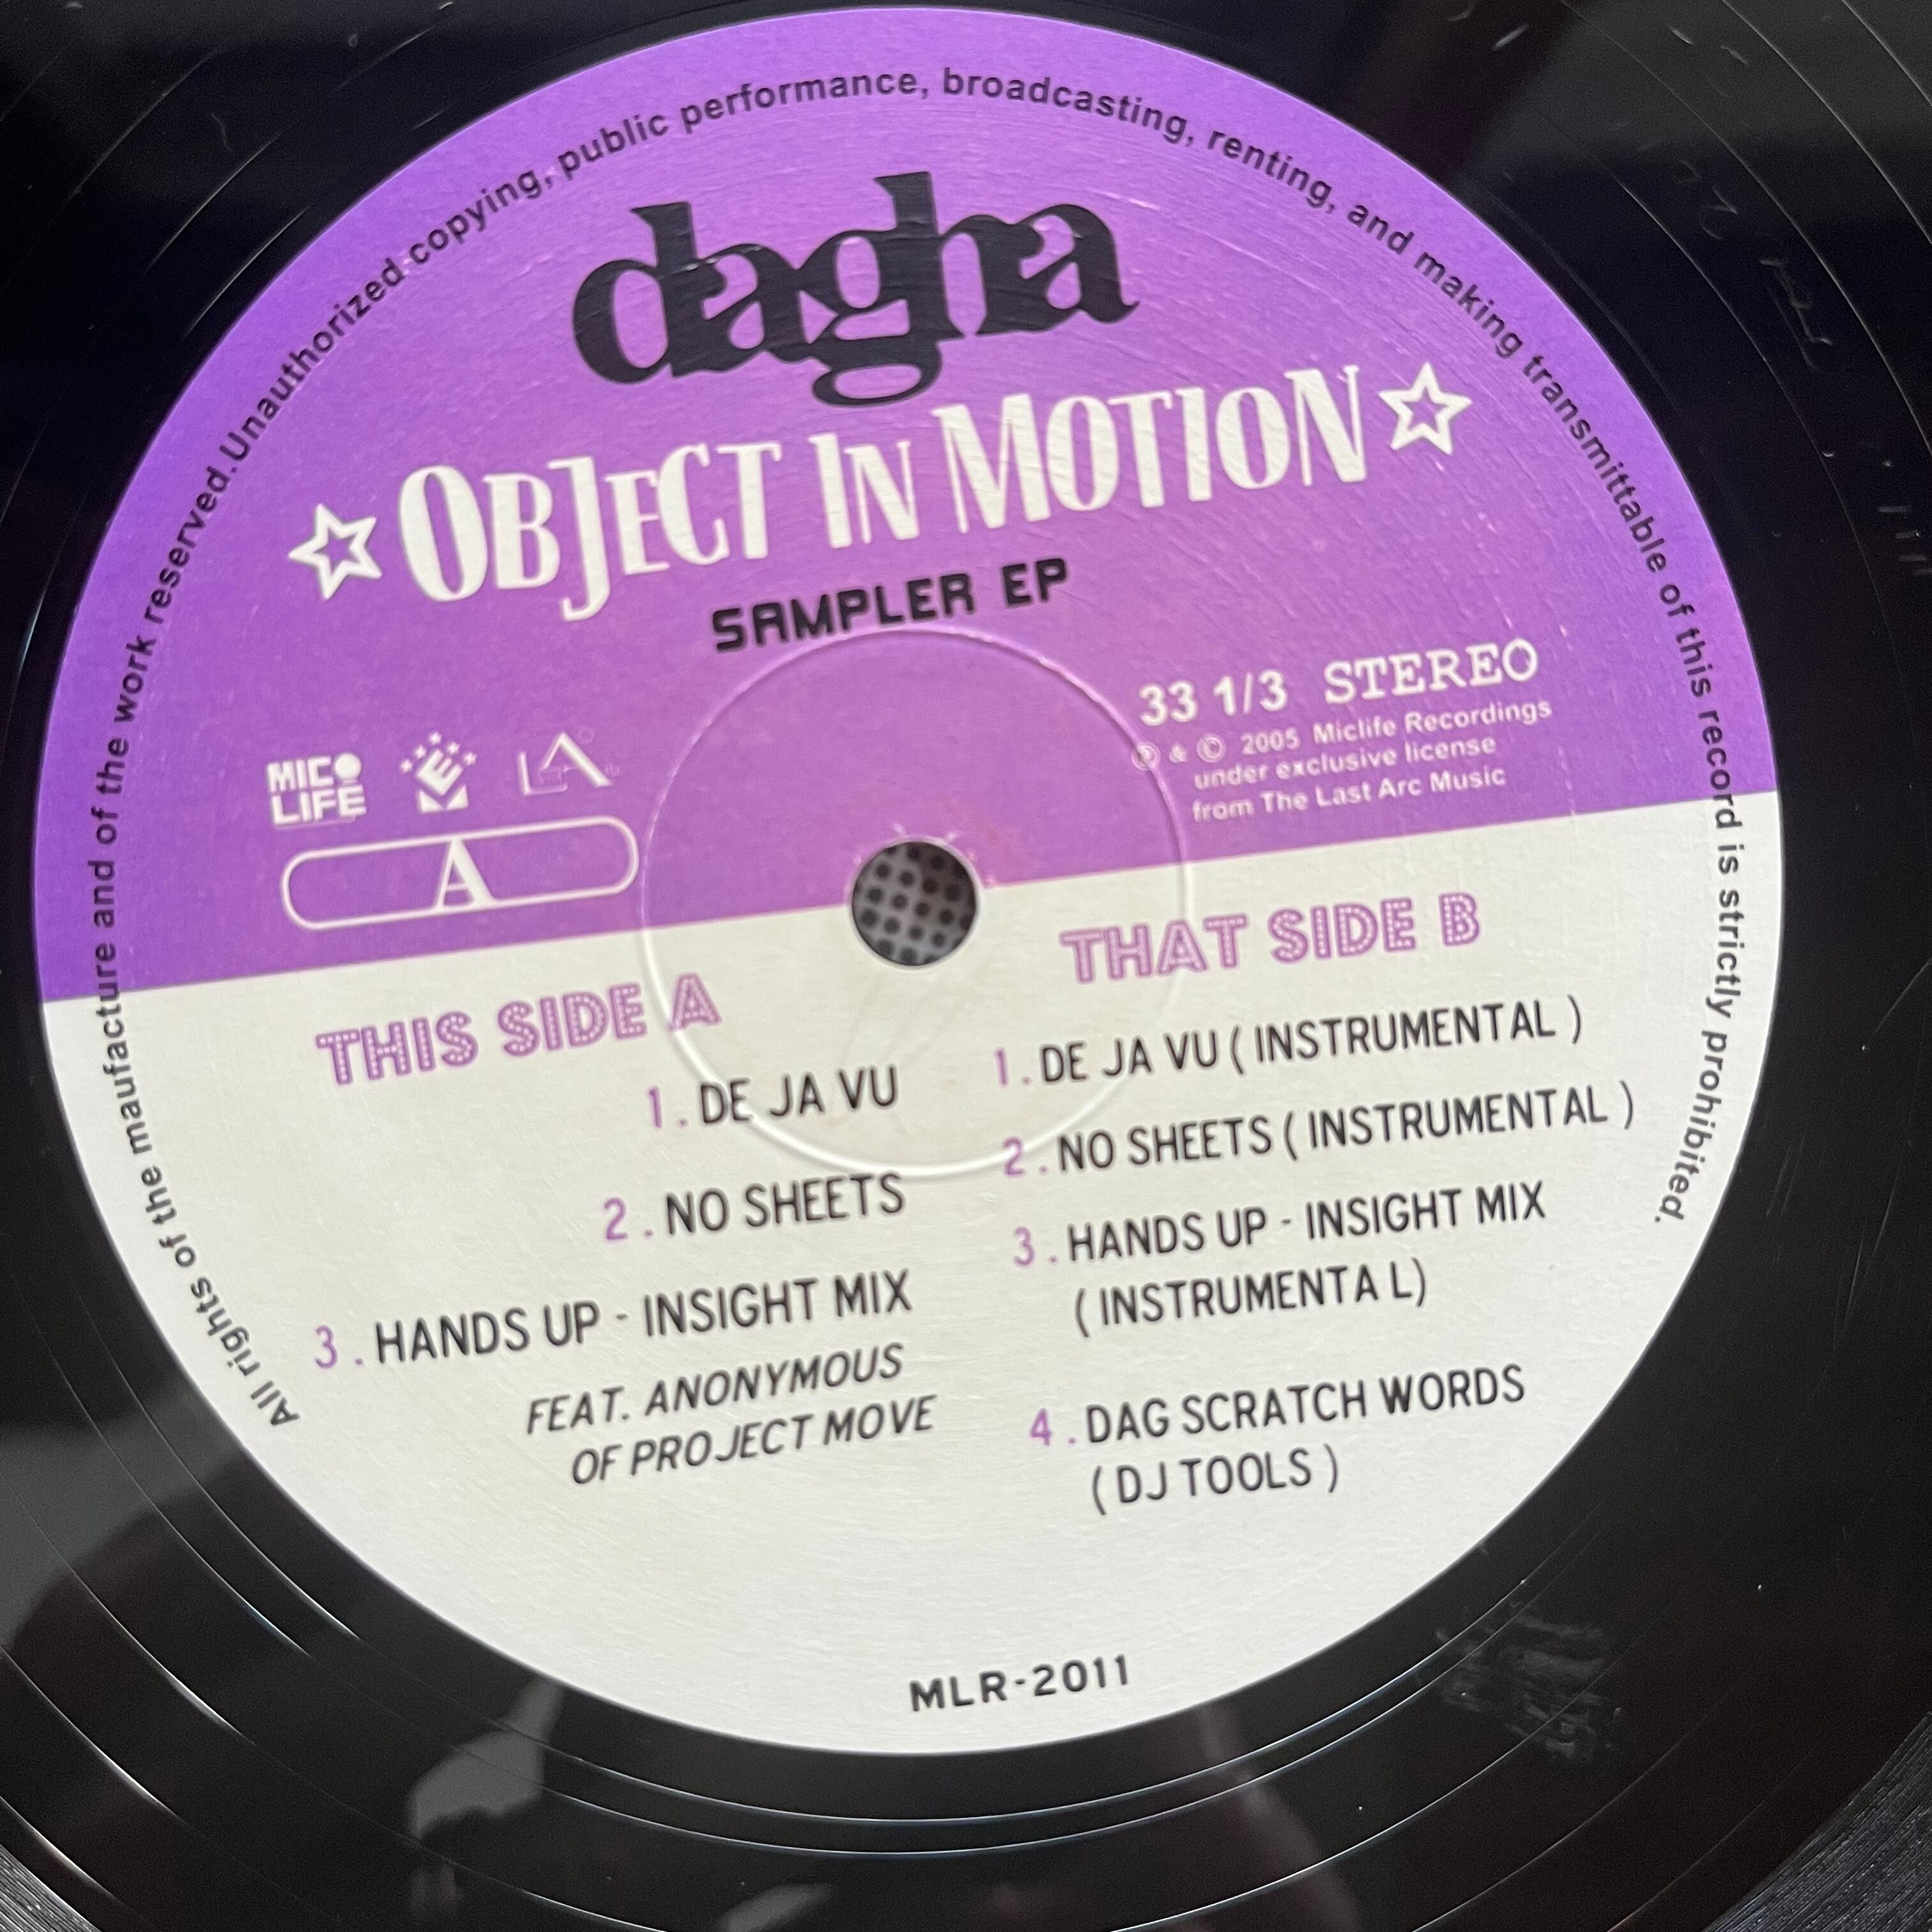 All rights of the maufacture and of the work reserved. Unauthorized copying, public performance, broadcasting, renting, and making transmittable of this record is strictly prohibited.
dagha
OBJECT IN MOTION
SAMPLER EP
33 1/3 STEREO
℗ & © 2005 Miclife Recordings
under exclusive license
from The Last Arc Music
MIC
LIFE
E
LA
A
THIS SIDE A
1. DE JA VU
2. NO SHEETS
3. HANDS UP - INSIGHT MIX
FEAT. ANONYMOUS
OF PROJECT MOVE
THAT SIDE B
1. DE JA VU ( INSTRUMENTAL )
2. NO SHEETS ( INSTRUMENTAL )
3. HANDS UP - INSIGHT MIX
( INSTRUMENTA L)
4. DAG SCRATCH WORDS
( DJ TOOLS )
MLR-2011